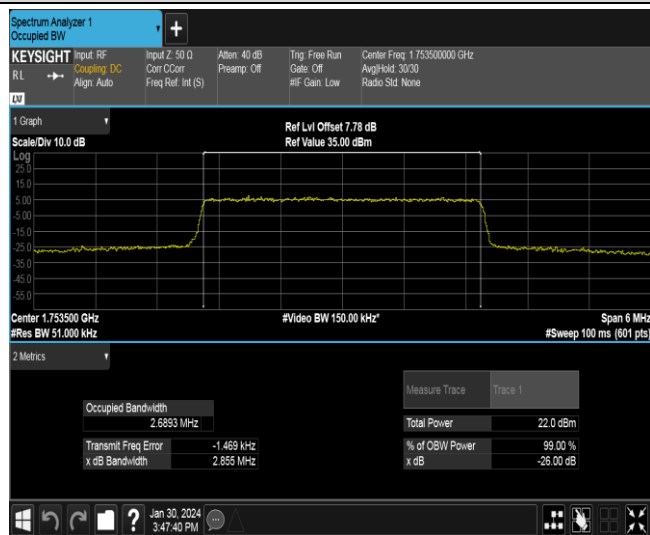 Spectrum Analyzer 1
Occupied BW
+
KEYSIGHT Input: RF Input Z: 50 Ω Atten: 40 dB Trig: Free Run Center Freq: 1.753500000 GHz
RL Coupling: DC Corr CCorr Preamp: Off Gate: Off Avg|Hold: 30/30
Align: Auto Freq Ref: Int (S) #IF Gain: Low Radio Std: None
LXI
1 Graph
Ref Lvl Offset 7.78 dB
Scale/Div 10.0 dB Ref Value 35.00 dBm
Log
25.0
15.0
5.00
-5.00
-15.0
-25.0
-35.0
-45.0
-55.0
Center 1.753500 GHz #Video BW 150.00 kHz* Span 6 MHz
#Res BW 51.000 kHz #Sweep 100 ms (601 pts)
2 Metrics
Measure Trace Trace 1
Occupied Bandwidth
2.6893 MHz Total Power 22.0 dBm
Transmit Freq Error -1.469 kHz % of OBW Power 99.00 %
x dB Bandwidth 2.855 MHz x dB -26.00 dB
? Jan 30, 2024
3:47:40 PM